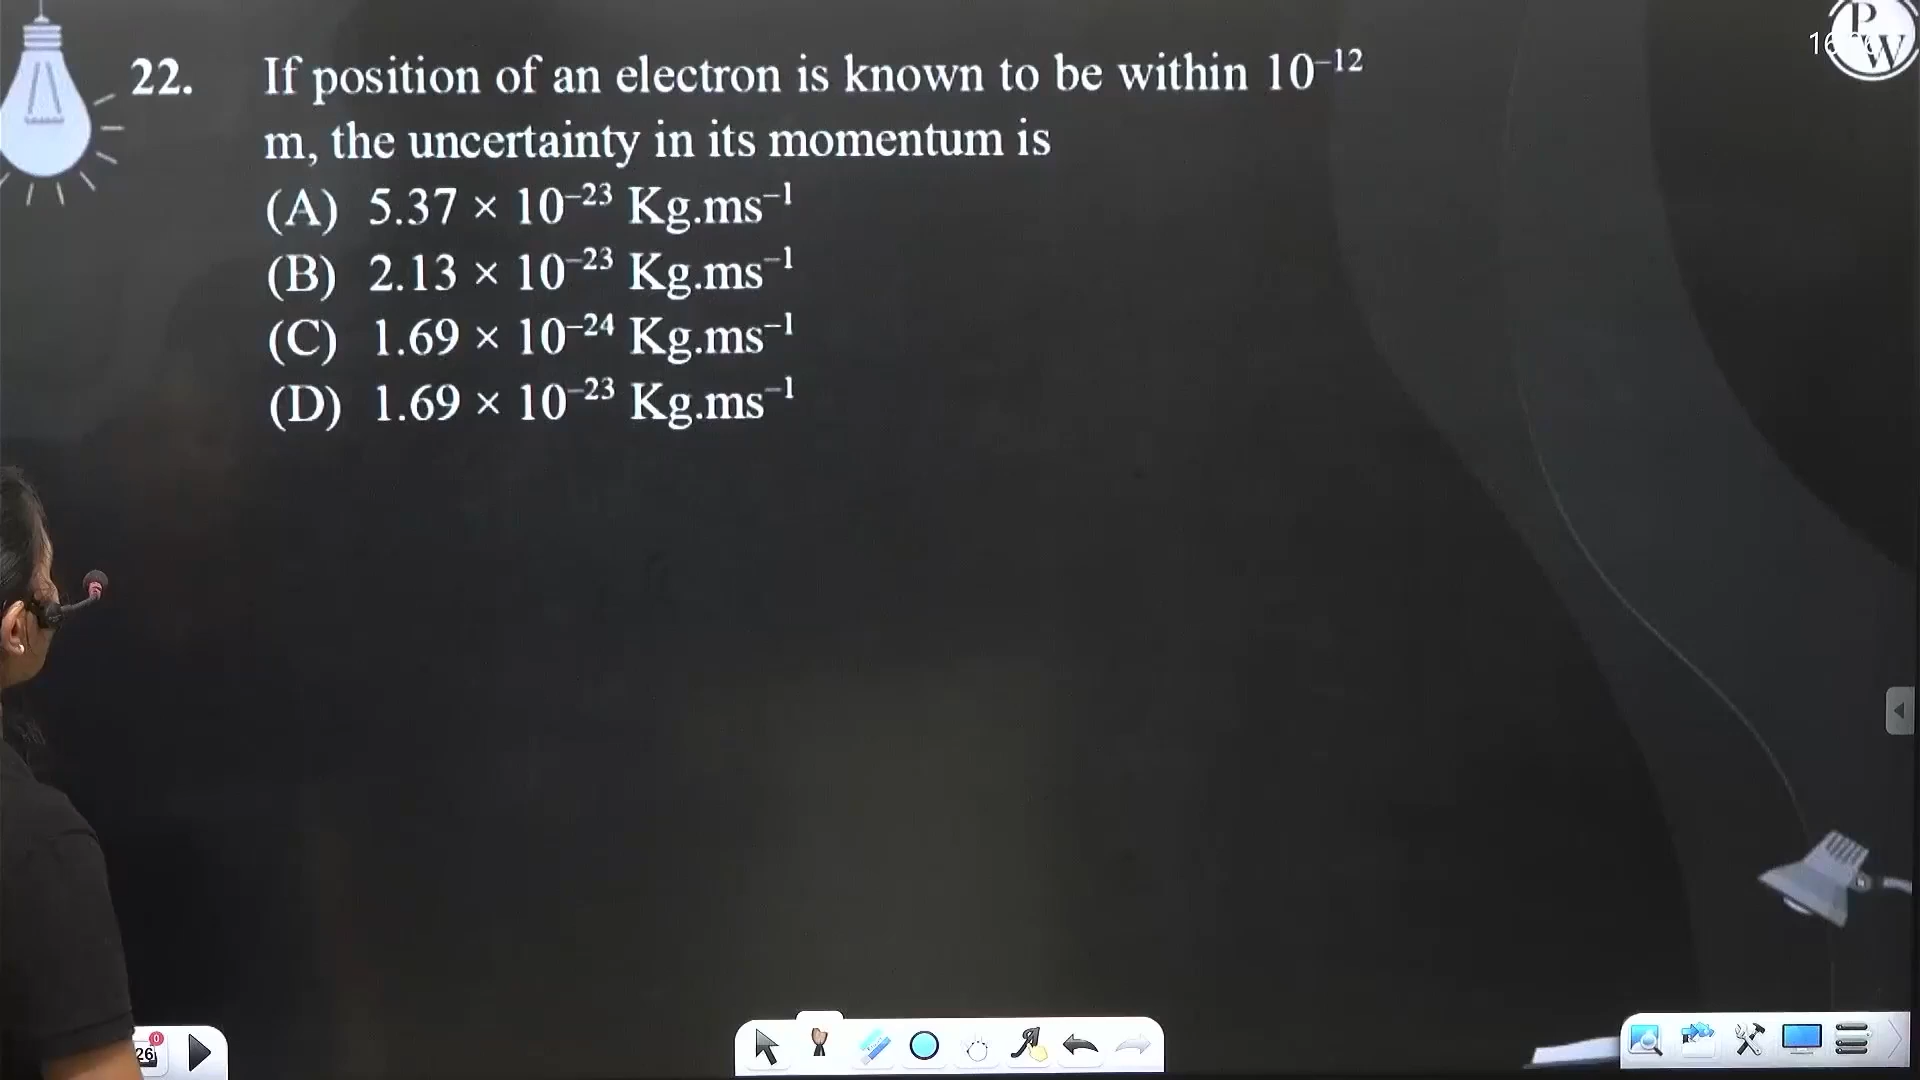 22. If position of an electron is known to be within 10⁻¹²
m, the uncertainty in its momentum is
(A) 5.37 × 10⁻²³ Kg.ms⁻¹
(B) 2.13 × 10⁻²³ Kg.ms⁻¹
(C) 1.69 × 10⁻²⁴ Kg.ms⁻¹
(D) 1.69 × 10⁻²³ Kg.ms⁻¹
PW
26
0